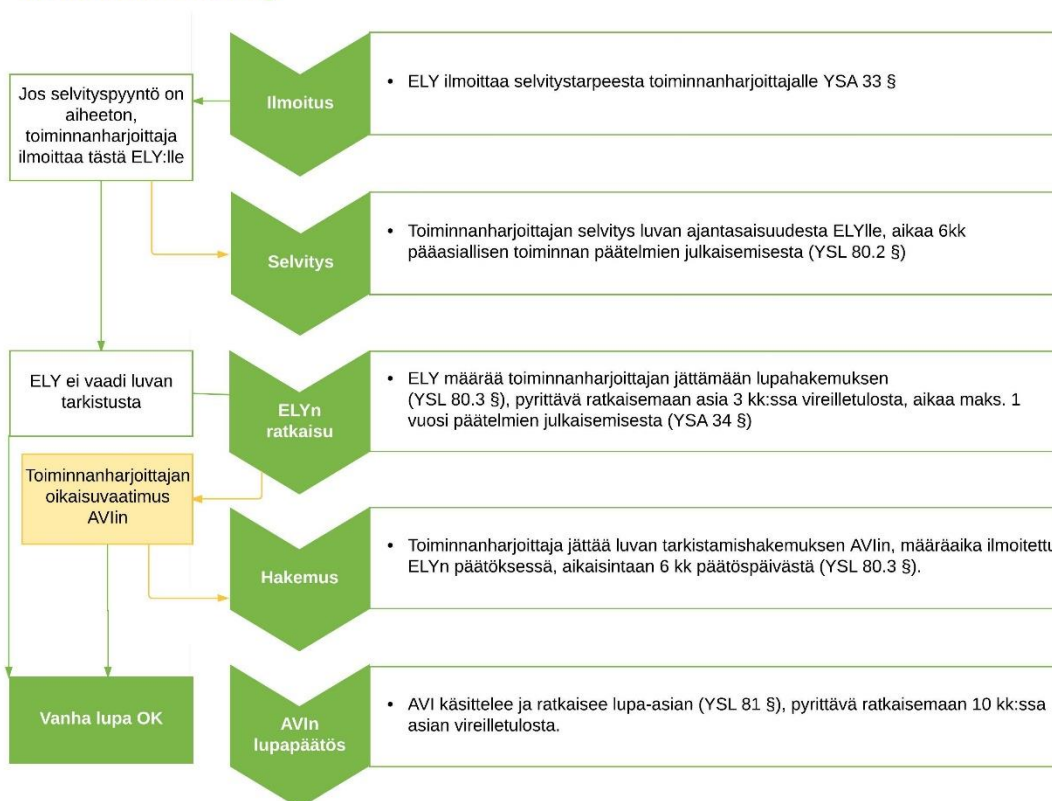 Ilmoitus
• ELY ilmoittaa selvitystarpeesta toiminnanharjoittajalle YSA 33 §
Jos selvityspyyntö on
aiheeton,
toiminnanharjoittaja
ilmoittaa tästä ELY:lle
Selvitys
• Toiminnanharjoittajan selvitys luvan ajantasaisuudesta ELYlle, aikaa 6kk
pääasiallisen toiminnan päätelmien julkaisemisesta (YSL 80.2 §)
ELY ei vaadi luvan
tarkistusta
ELYn
ratkaisu
• ELY määrää toiminnanharjoittajan jättämään lupahakemuksen
(YSL 80.3 §), pyrittävä ratkaisemaan asia 3 kk:ssa vireilletulosta, aikaa maks. 1
vuosi päätelmien julkaisemisesta (YSA 34 §)
Toiminnanharjoittajan
oikaisuvaatimus
AVIin
Hakemus
• Toiminnanharjoittaja jättää luvan tarkistamishakemuksen AVIin, määräaika ilmoitettu
ELYn päätöksessä, aikaisintaan 6 kk päätöspäivästä (YSL 80.3 §).
Vanha lupa OK
AVIn
lupapäätös
• AVI käsittelee ja ratkaisee lupa-asian (YSL 81 §), pyrittävä ratkaisemaan 10 kk:ssa
asian vireilletulosta.